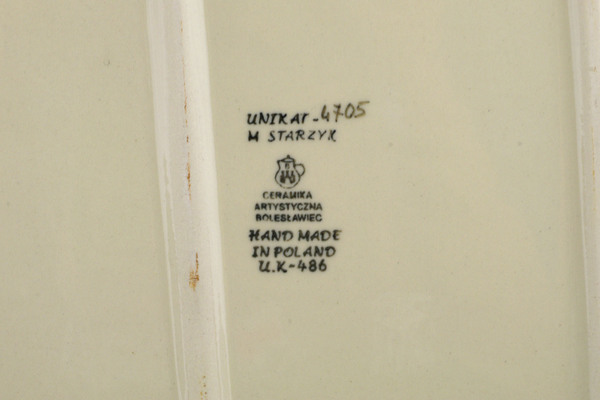 UNIKAT-4705
M STARZYK
CERAMIKA
ARTYSTYCZNA
BOLESŁAWIEC
HAND MADE
IN POLAND
U.K-486